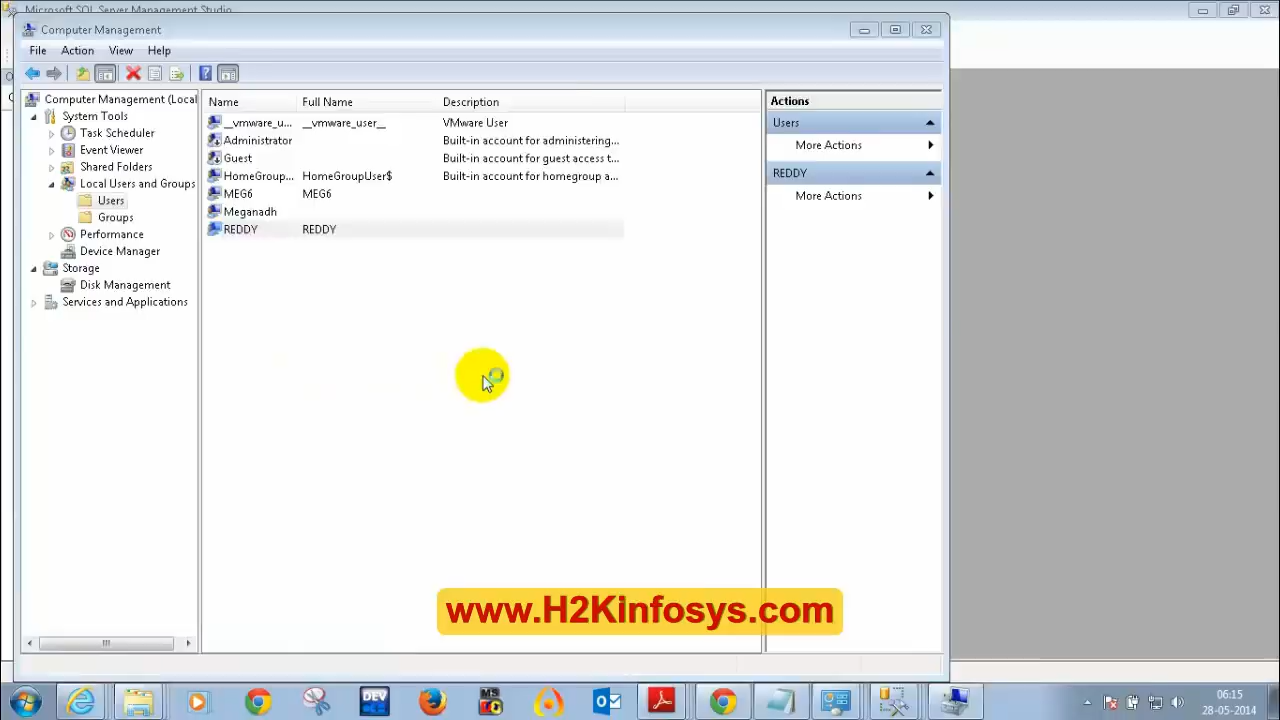 Microsoft SQL Server Management Studio
Computer Management
File Action View Help
Computer Management (Local
System Tools
Task Scheduler
Event Viewer
Shared Folders
Local Users and Groups
Users
Groups
Performance
Device Manager
Storage
Disk Management
Services and Applications
Name Full Name Description
__vmware_u... __vmware_user__ VMware User
Administrator Built-in account for administering...
Guest Built-in account for guest access t...
HomeGroup... HomeGroupUser$ Built-in account for homegroup a...
MEG6 MEG6
Meganadh
REDDY REDDY
Actions
Users
More Actions
REDDY
More Actions
www.H2Kinfosys.com
DEV
MS
06:15
28-05-2014